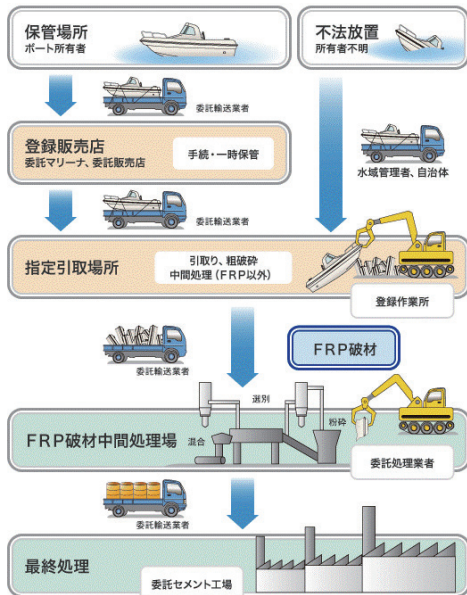 保管場所
ボート所有者
不法放置
所有者不明
委託輸送業者
登録販売店
委託マリーナ、委託販売店
手続・一時保管
水域管理者、自治体
委託輸送業者
指定引取場所
引取り、粗破砕
中間処理(FRP以外)
登録作業所
FRP破材
委託輸送業者
選別
粉砕
混合
FRP破材中間処理場
委託処理業者
委託輸送業者
最終処理
委託セメント工場